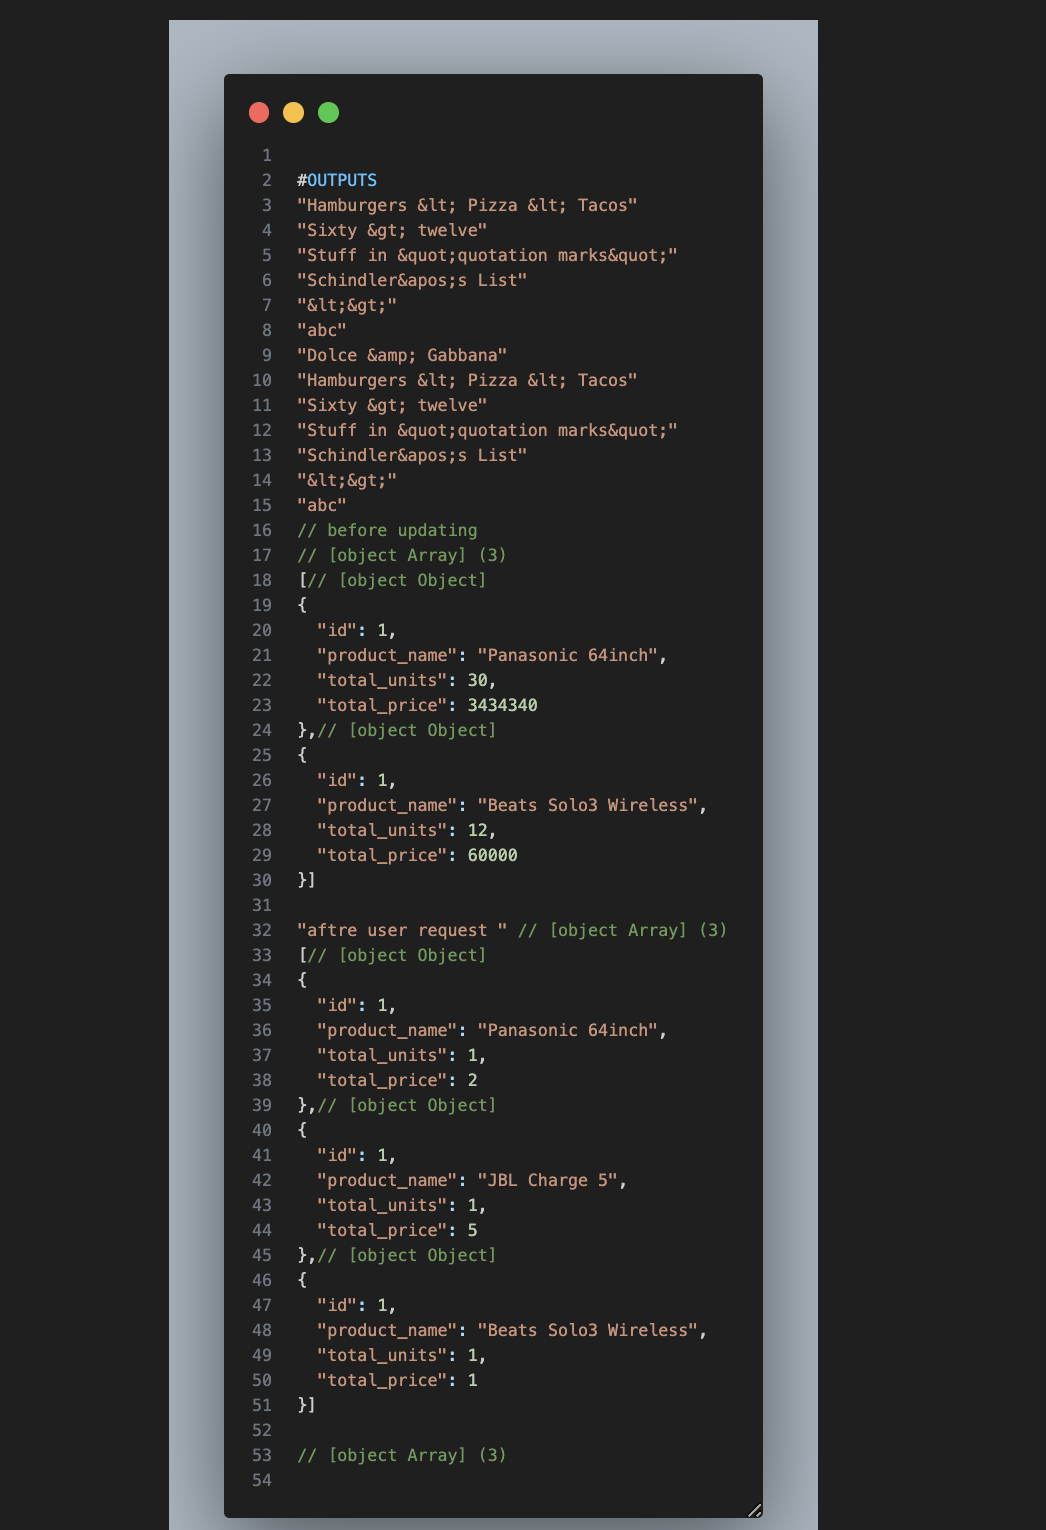 1
2 #OUTPUTS
3 "Hamburgers &lt; Pizza &lt; Tacos"
4 "Sixty &gt; twelve"
5 "Stuff in &quot;quotation marks&quot;"
6 "Schindler&apos;s List"
7 "&lt;&gt;"
8 "abc"
9 "Dolce &amp; Gabbana"
10 "Hamburgers &lt; Pizza &lt; Tacos"
11 "Sixty &gt; twelve"
12 "Stuff in &quot;quotation marks&quot;"
13 "Schindler&apos;s List"
14 "&lt;&gt;"
15 "abc"
16 // before updating
17 // [object Array] (3)
18 [// [object Object]
19 {
20   "id": 1,
21   "product_name": "Panasonic 64inch",
22   "total_units": 30,
23   "total_price": 3434340
24 },// [object Object]
25 {
26   "id": 1,
27   "product_name": "Beats Solo3 Wireless",
28   "total_units": 12,
29   "total_price": 60000
30 }]
31
32 "aftre user request " // [object Array] (3)
33 [// [object Object]
34 {
35   "id": 1,
36   "product_name": "Panasonic 64inch",
37   "total_units": 1,
38   "total_price": 2
39 },// [object Object]
40 {
41   "id": 1,
42   "product_name": "JBL Charge 5",
43   "total_units": 1,
44   "total_price": 5
45 },// [object Object]
46 {
47   "id": 1,
48   "product_name": "Beats Solo3 Wireless",
49   "total_units": 1,
50   "total_price": 1
51 }]
52
53 // [object Array] (3)
54